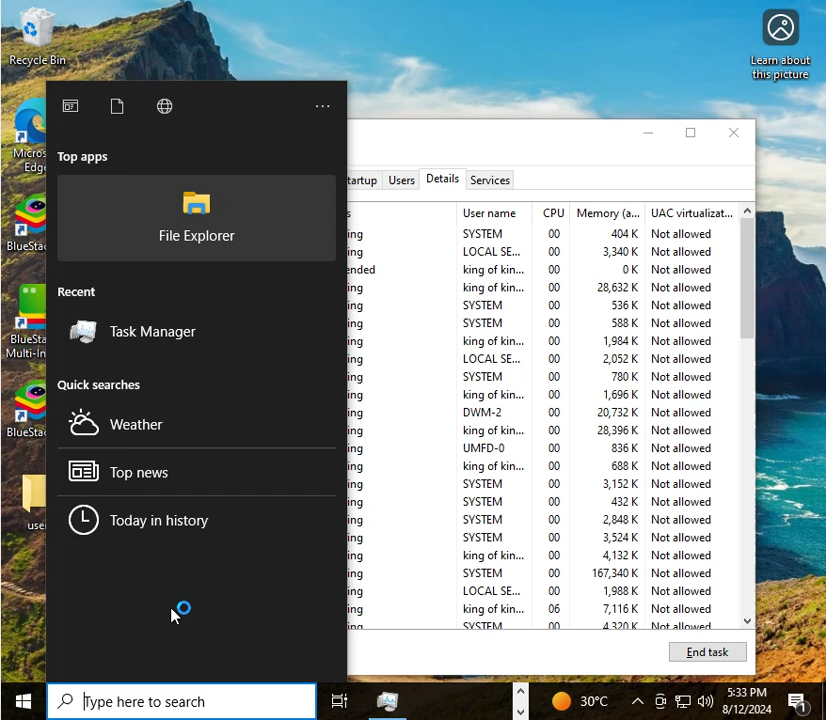 Recycle Bin
Learn about
this picture
Micros
Edge
BlueStac
BlueSta
Multi-In
BlueStac
user
...
Top apps
File Explorer
Recent
Task Manager
Quick searches
Weather
Top news
Today in history
tartup Users Details Services
s User name CPU Memory (a... UAC virtualizat...
ing SYSTEM 00 404 K Not allowed
ing LOCAL SE... 00 3,340 K Not allowed
ended king of kin... 00 0 K Not allowed
ing king of kin... 00 28,632 K Not allowed
ing SYSTEM 00 536 K Not allowed
ing SYSTEM 00 588 K Not allowed
ing king of kin... 00 1,984 K Not allowed
ing LOCAL SE... 00 2,052 K Not allowed
ing SYSTEM 00 780 K Not allowed
ing king of kin... 00 1,696 K Not allowed
ing DWM-2 00 20,732 K Not allowed
ing king of kin... 00 28,396 K Not allowed
ing UMFD-0 00 836 K Not allowed
ing king of kin... 00 688 K Not allowed
ing SYSTEM 00 3,152 K Not allowed
ing SYSTEM 00 432 K Not allowed
ing SYSTEM 00 2,848 K Not allowed
ing SYSTEM 00 3,524 K Not allowed
ing king of kin... 00 4,132 K Not allowed
ing SYSTEM 00 167,340 K Not allowed
ing LOCAL SE... 00 1,988 K Not allowed
ing king of kin... 06 7,116 K Not allowed
ing SYSTEM 00 4,320 K Not allowed
End task
Type here to search
30°C
5:33 PM
8/12/2024
1